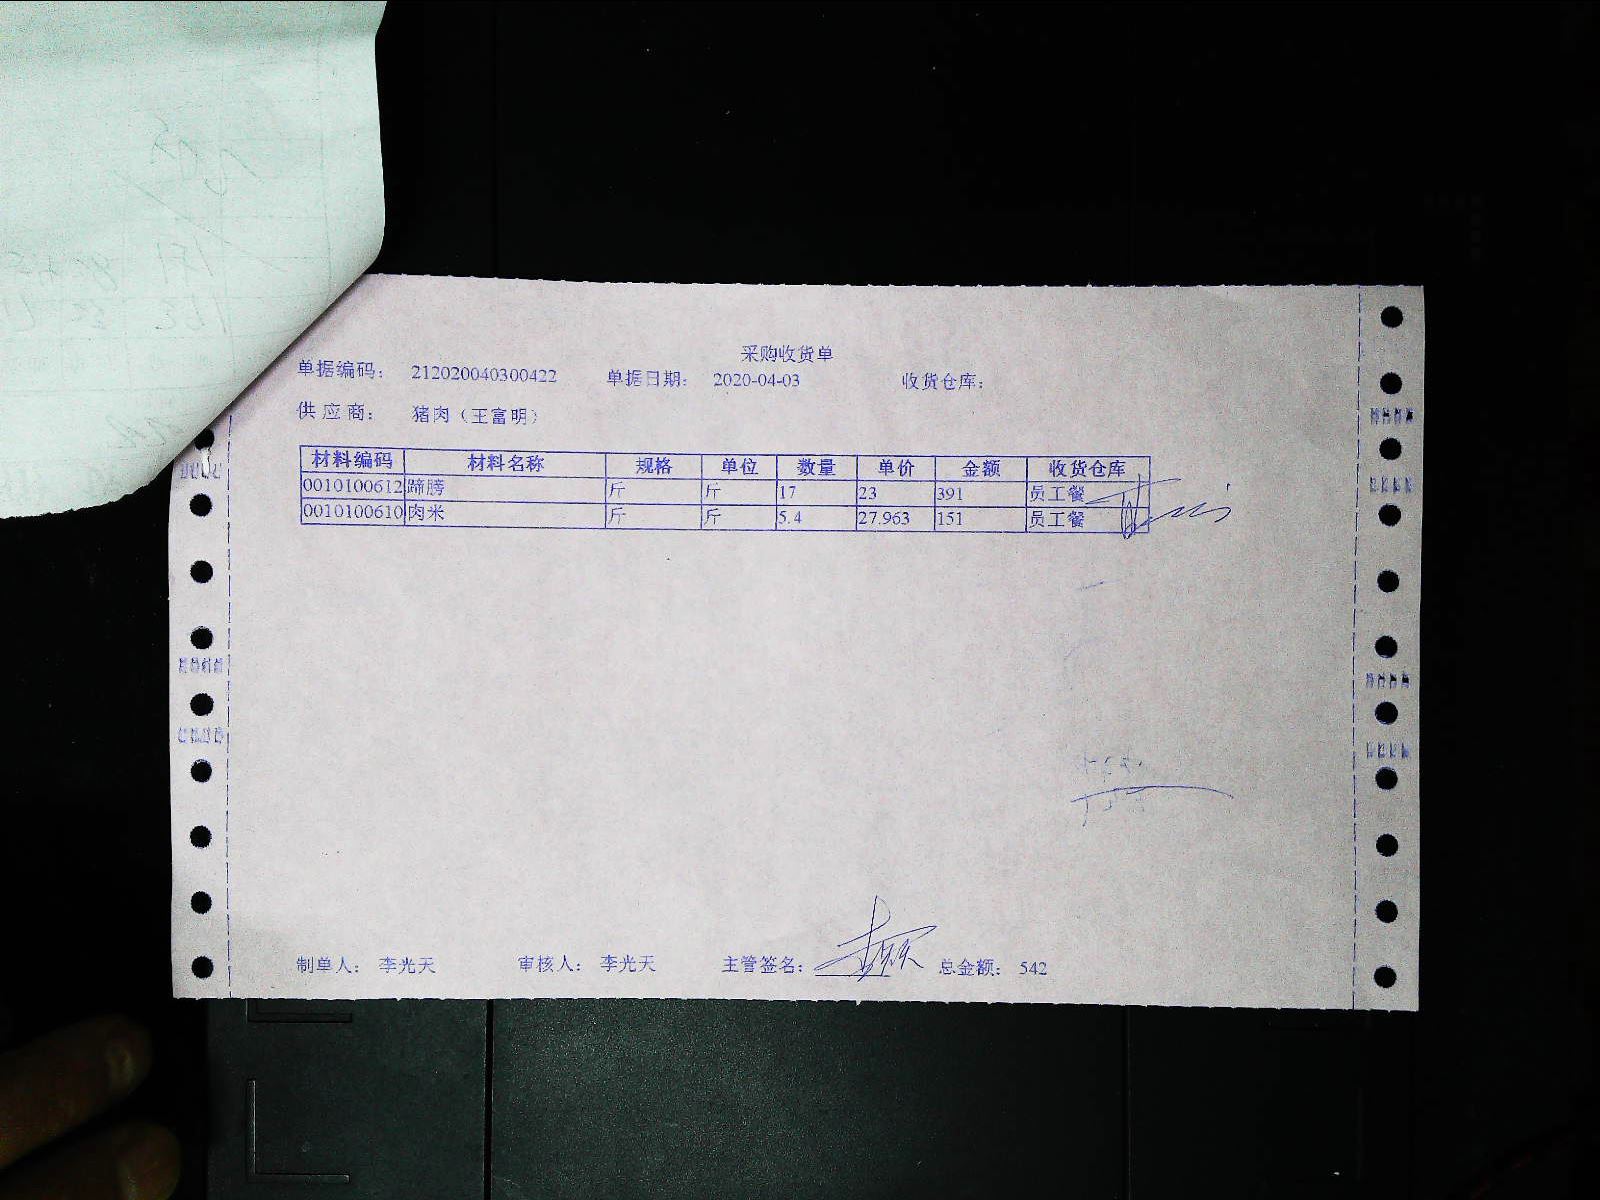 采购收货单
单据编码: 212020040300422 单据日期: 2020-04-03 收货仓库:
供应商: 猪肉（王富明）
材料编码 材料名称 规格 单位 数量 单价 金额 收货仓库
0010100612 蹄膀 斤 斤 17 23 391 员工餐
0010100610 肉米 斤 斤 5.4 27.963 151 员工餐
制单人: 李光天 审核人: 李光天 主管签名: 总金额: 542